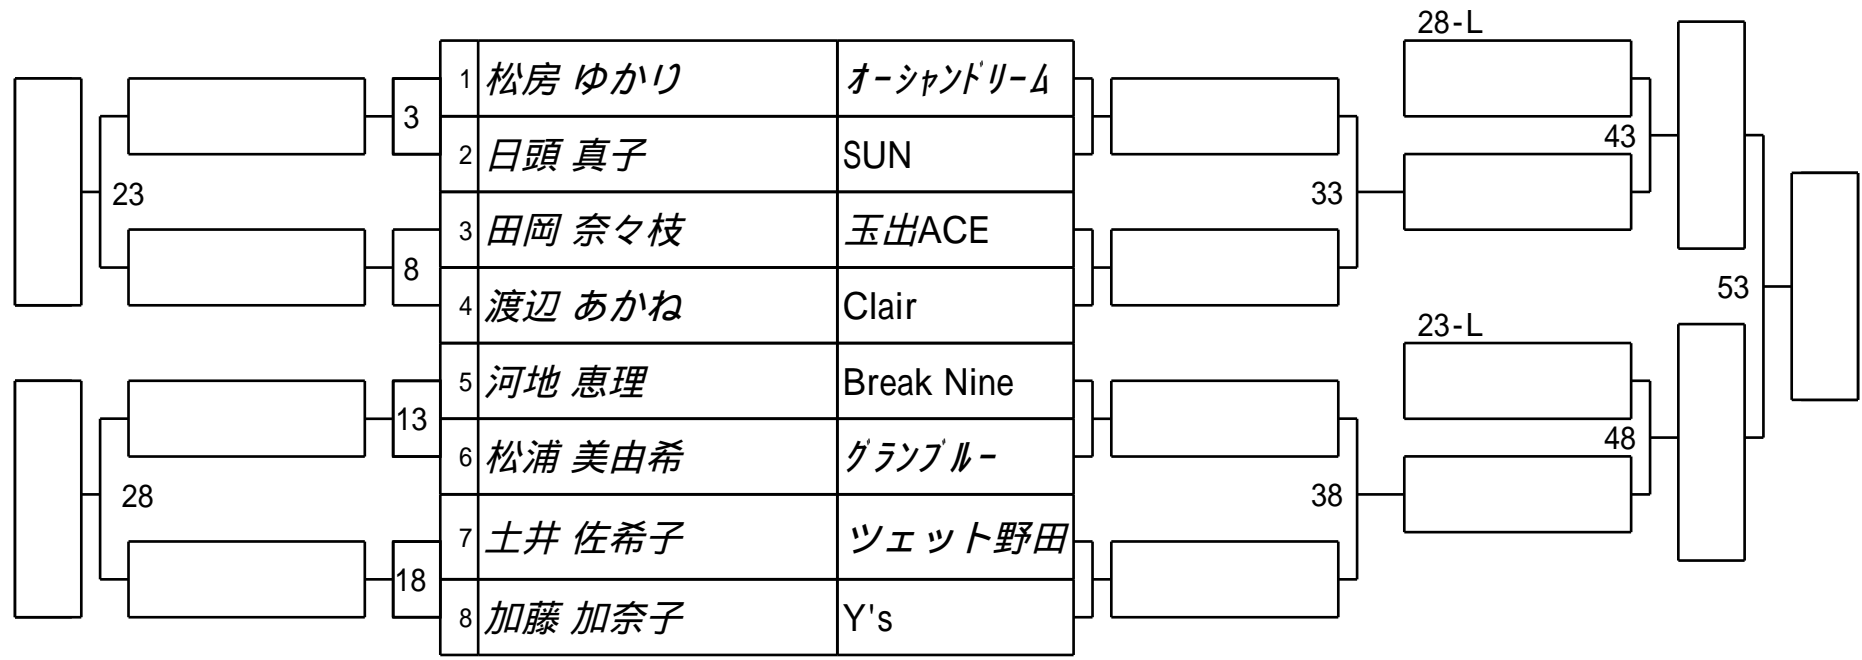 28-L
1 松房 ゆかり オーシャンドリーム
3
43
2 日頭 真子 SUN
23
33
3 田岡 奈々枝 玉出ACE
8
53
4 渡辺 あかね Clair
23-L
5 河地 恵理 Break Nine
13
48
6 松浦 美由希 グランブルー
28
38
7 土井 佐希子 ツェット野田
18
8 加藤 加奈子 Y's